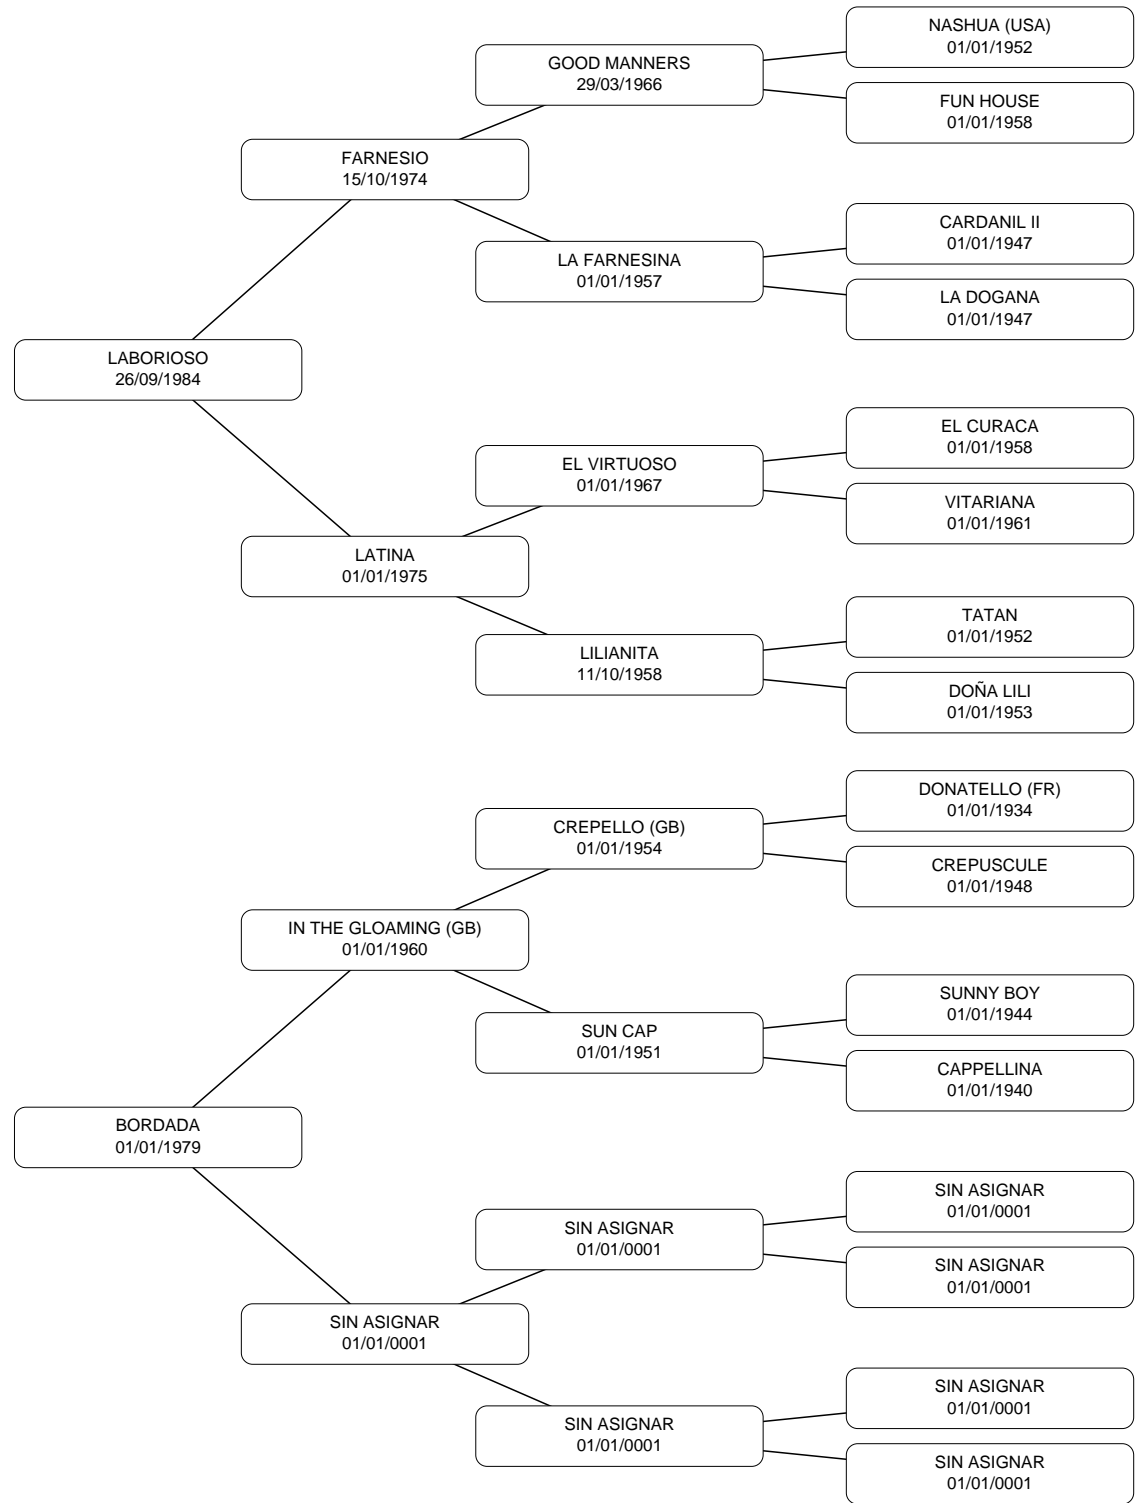 NASHUA (USA)
01/01/1952
GOOD MANNERS
29/03/1966
FUN HOUSE
01/01/1958
FARNESIO
15/10/1974
CARDANIL II
01/01/1947
LA FARNESINA
01/01/1957
LA DOGANA
01/01/1947
LABORIOSO
26/09/1984
EL CURACA
01/01/1958
EL VIRTUOSO
01/01/1967
VITARIANA
01/01/1961
LATINA
01/01/1975
TATAN
01/01/1952
LILIANITA
11/10/1958
DOÑA LILI
01/01/1953
DONATELLO (FR)
01/01/1934
CREPELLO (GB)
01/01/1954
CREPUSCULE
01/01/1948
IN THE GLOAMING (GB)
01/01/1960
SUNNY BOY
01/01/1944
SUN CAP
01/01/1951
CAPPELLINA
01/01/1940
BORDADA
01/01/1979
SIN ASIGNAR
01/01/0001
SIN ASIGNAR
01/01/0001
SIN ASIGNAR
01/01/0001
SIN ASIGNAR
01/01/0001
SIN ASIGNAR
01/01/0001
SIN ASIGNAR
01/01/0001
SIN ASIGNAR
01/01/0001